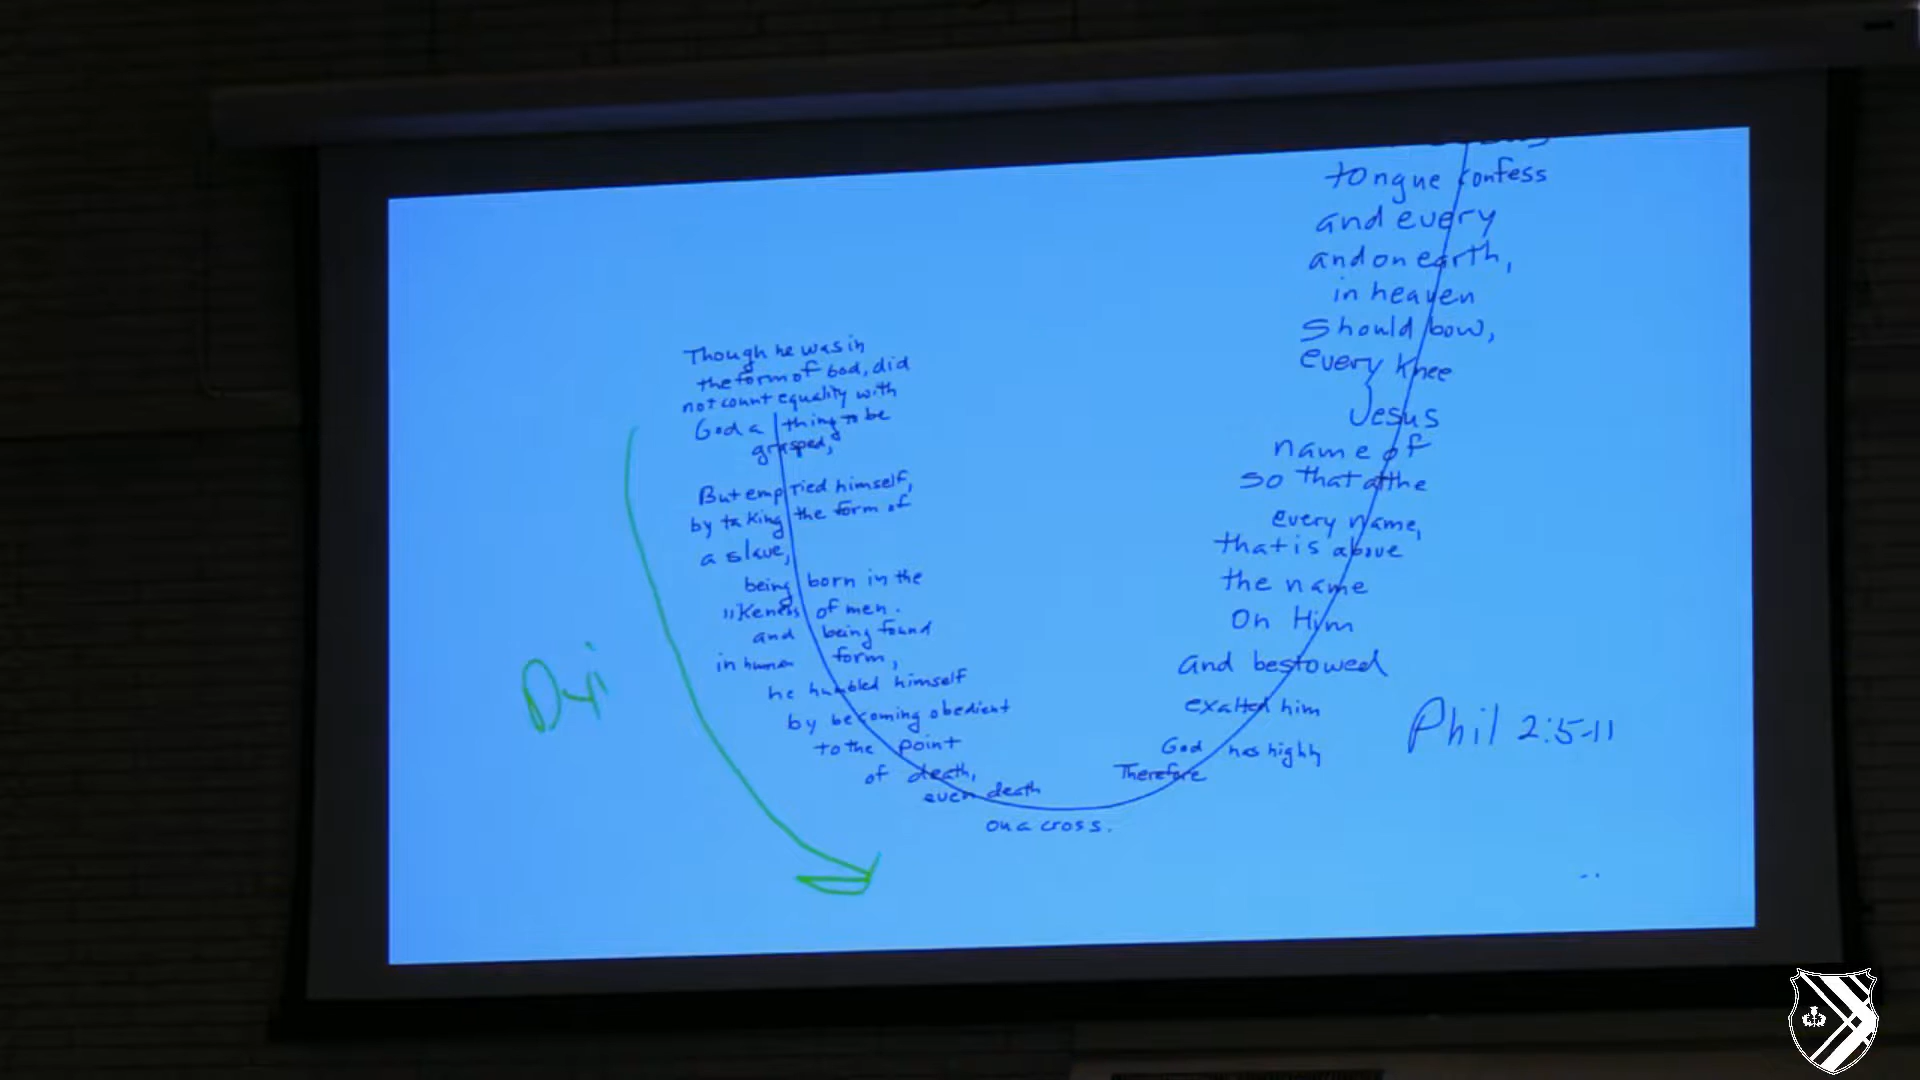 Though he was in
the form of God, did
not count equality with
God a thing to be
grasped,
But emptied himself,
by taking the form of
a slave,
being born in the
likeness of men.
and being found
in human form,
he humbled himself
by becoming obedient
to the point
of death,
even death
on a cross.
Therefore
God has highly
exalted him
and bestowed
On Him
the name
that is above
every name,
so that at the
name of
Jesus
every knee
should bow,
in heaven
and on earth,
and every
tongue confess
Phil 2:5-11